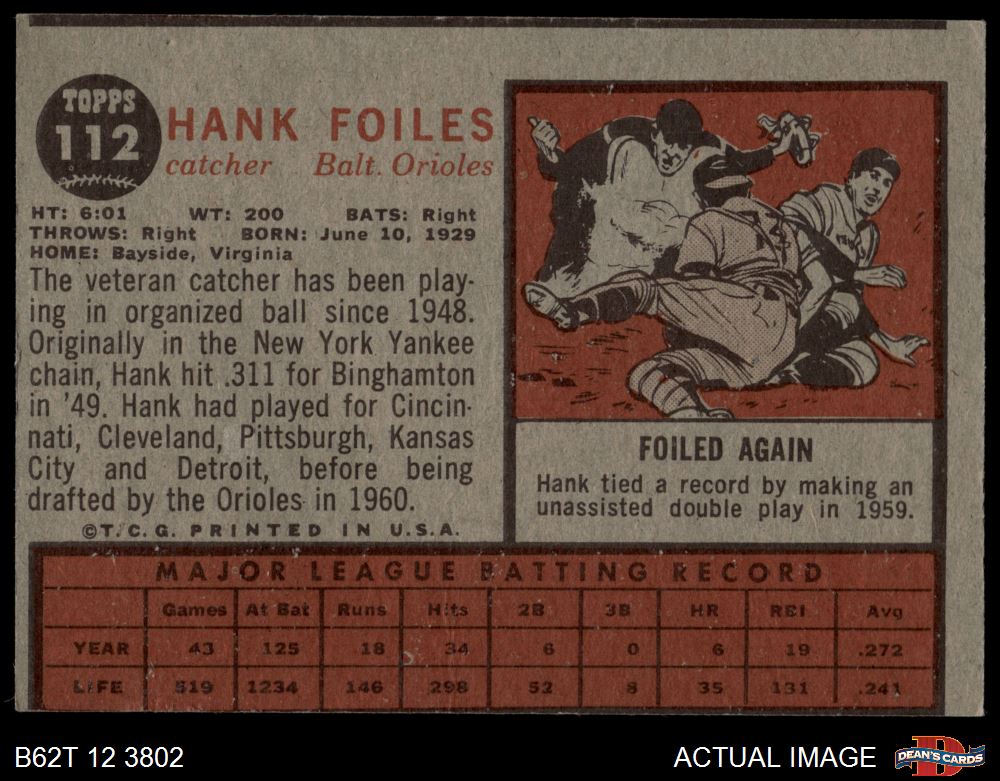 TOPPS
112
HANK FOILES
catcher Balt. Orioles
HT: 6:01 WT: 200 BATS: Right
THROWS: Right BORN: June 10, 1929
HOME: Bayside, Virginia
The veteran catcher has been play-
ing in organized ball since 1948.
Originally in the New York Yankee
chain, Hank hit .311 for Binghamton
in '49. Hank had played for Cincin-
nati, Cleveland, Pittsburgh, Kansas
City and Detroit, before being
drafted by the Orioles in 1960.
©T.C.G. PRINTED IN U.S.A.
FOILED AGAIN
Hank tied a record by making an
unassisted double play in 1959.
MAJOR LEAGUE BATTING RECORD
Games At Bat Runs Hits 2B 3B HR RBI Avg
YEAR 43 125 18 34 6 0 6 19 .272
LIFE 519 1234 146 298 52 8 35 131 .241
B62T 12 3802
ACTUAL IMAGE
DEAN'S CARDS